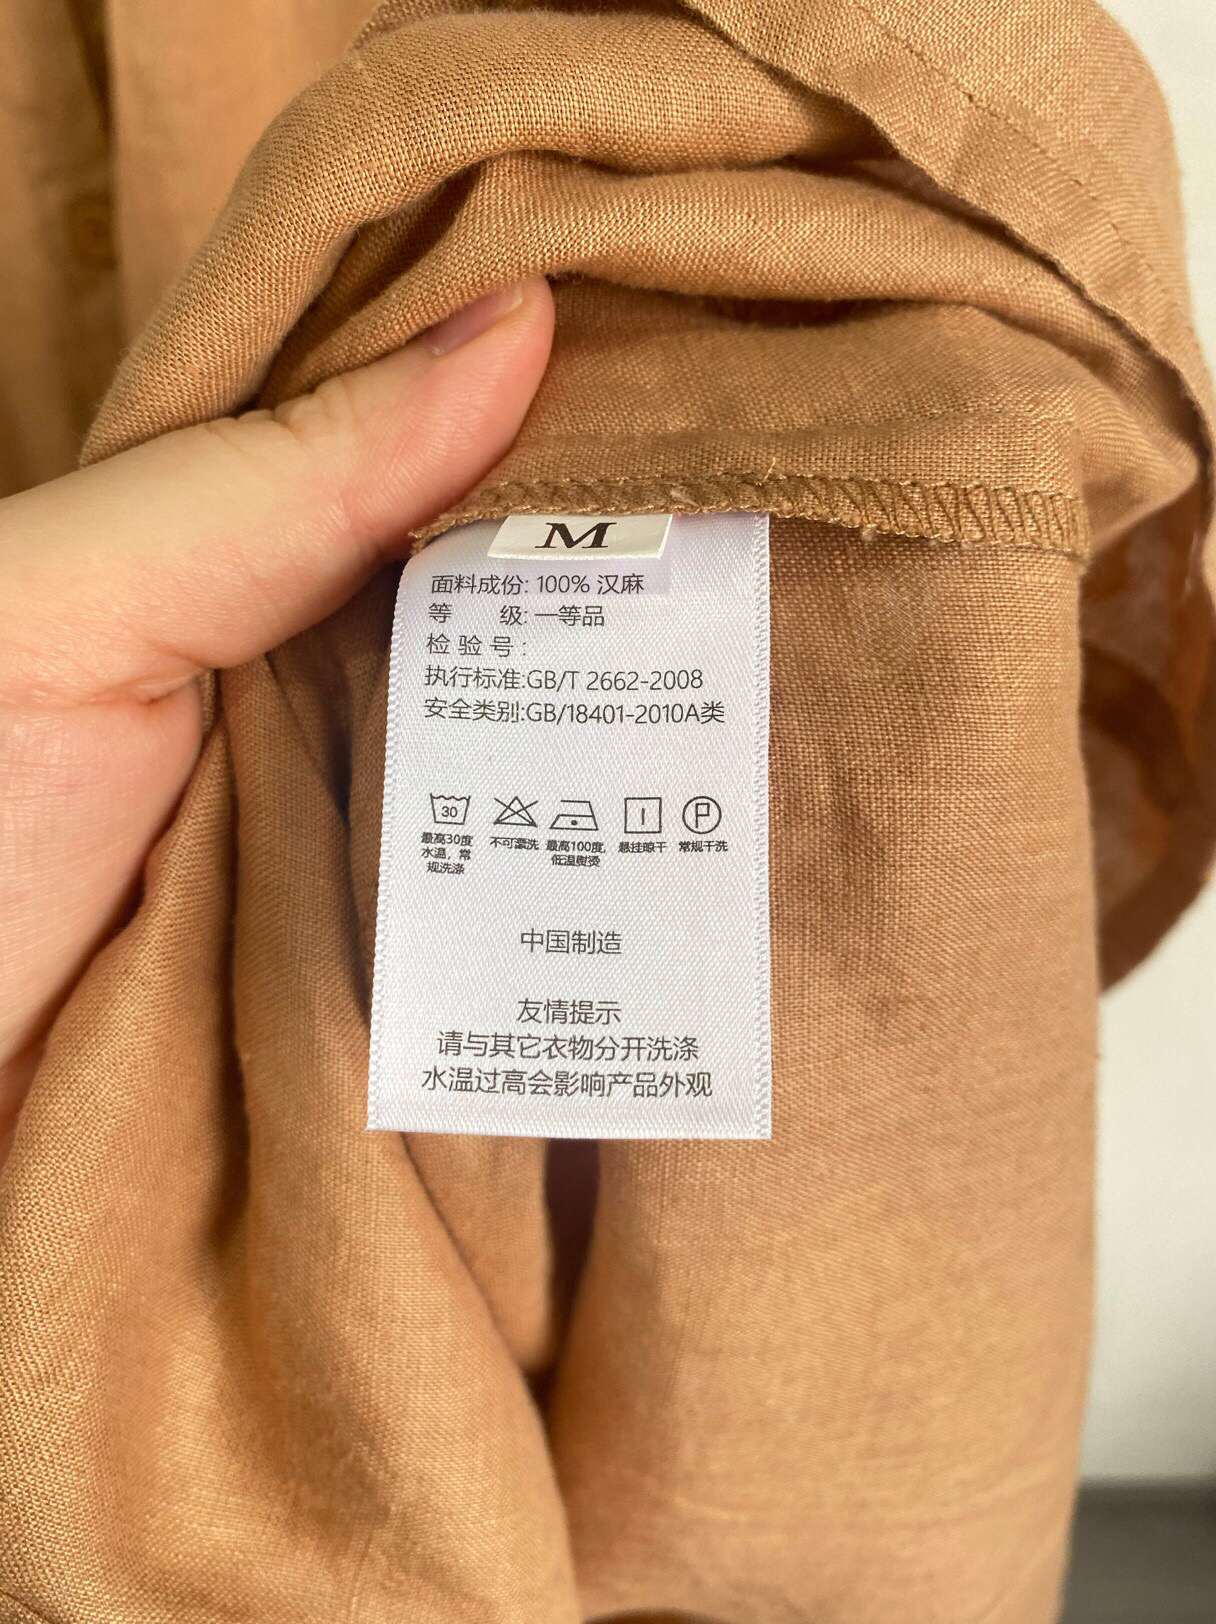 M
面料成份: 100% 汉麻
等 级: 一等品
检 验 号 :
执行标准:GB/T 2662-2008
安全类别:GB/18401-2010A类
30
P
最高30度 不可漂洗 最高100度, 悬挂晾干 常规干洗
水温，常 低温熨烫
规洗涤
中国制造
友情提示
请与其它衣物分开洗涤
水温过高会影响产品外观